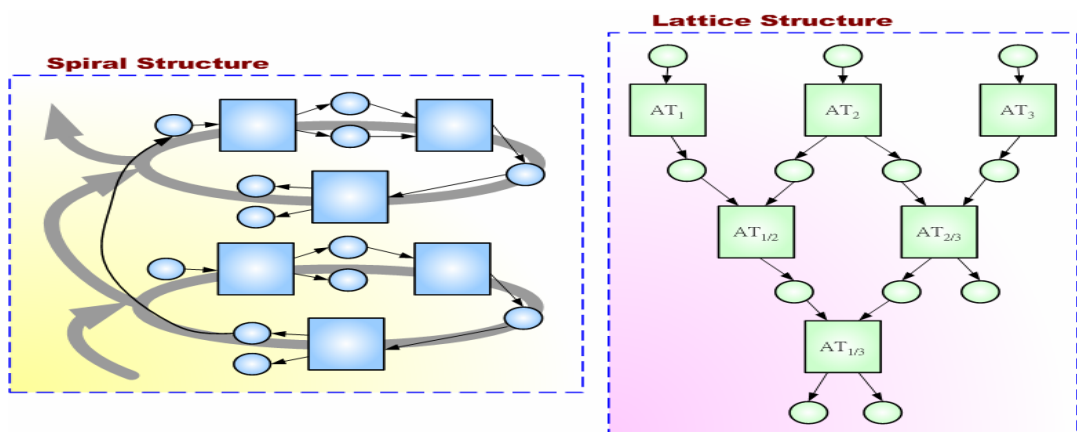 Lattice Structure
Spiral Structure
AT₁ AT₂ AT₃
AT₁/₂ AT₂/₃
AT₁/₃